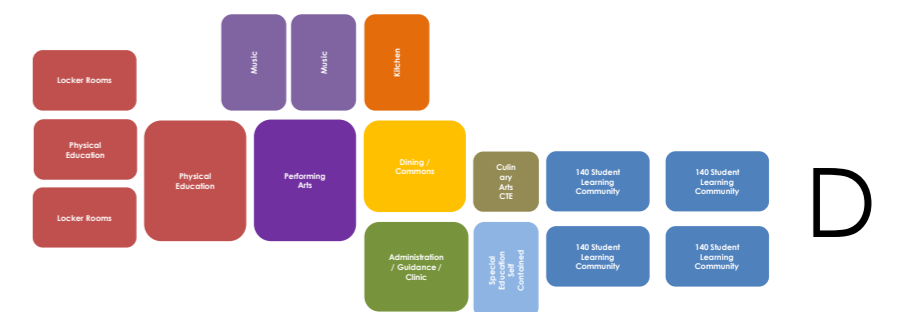 Music
Music
Kitchen
Locker Rooms
Physical
Education
Locker Rooms
Physical
Education
Performing
Arts
Dining /
Commons
Culin
ary
Arts
CTE
140 Student
Learning
Community
140 Student
Learning
Community
Administration
/ Guidance /
Clinic
Special
Education
Self
Contained
140 Student
Learning
Community
140 Student
Learning
Community
D